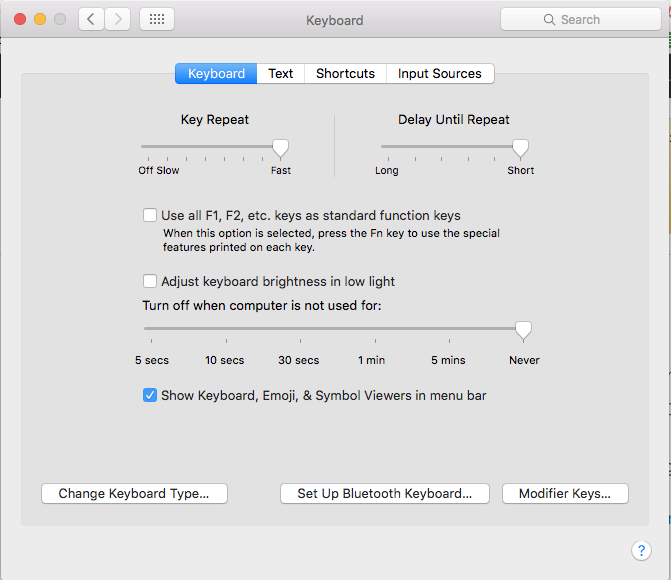 Keyboard
Search
Keyboard Text Shortcuts Input Sources
Key Repeat Delay Until Repeat
Off Slow Fast Long Short
Use all F1, F2, etc. keys as standard function keys
When this option is selected, press the Fn key to use the special
features printed on each key.
Adjust keyboard brightness in low light
Turn off when computer is not used for:
5 secs 10 secs 30 secs 1 min 5 mins Never
Show Keyboard, Emoji, & Symbol Viewers in menu bar
Change Keyboard Type... Set Up Bluetooth Keyboard... Modifier Keys...
?